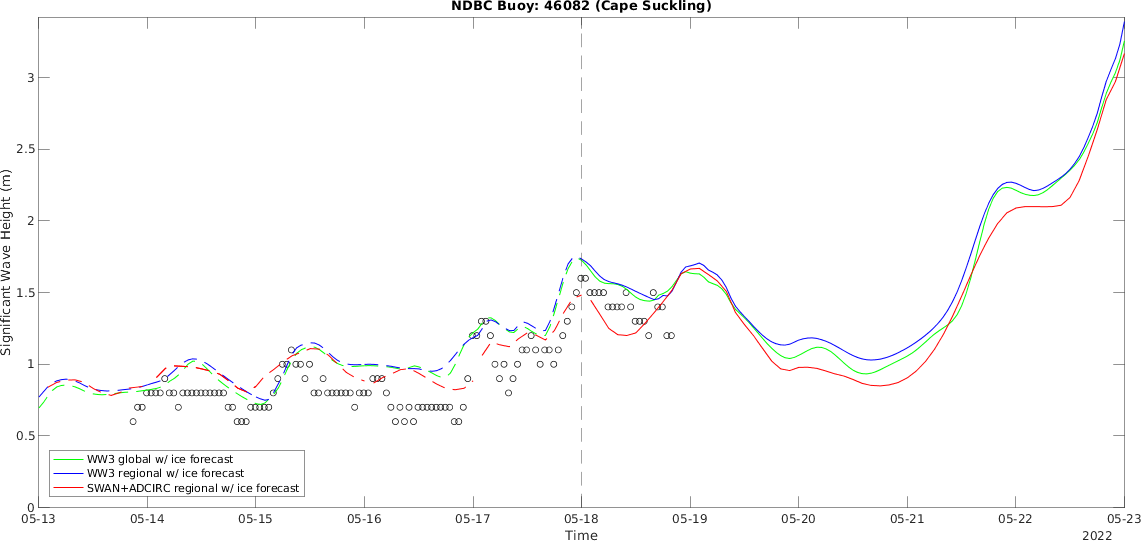 NDBC Buoy: 46082 (Cape Suckling)
Significant Wave Height (m)
3
2.5
2
1.5
1
0.5
0
WW3 global w/ ice forecast
WW3 regional w/ ice forecast
SWAN+ADCIRC regional w/ ice forecast
05-13 05-14 05-15 05-16 05-17 05-18 05-19 05-20 05-21 05-22 05-23
Time
2022